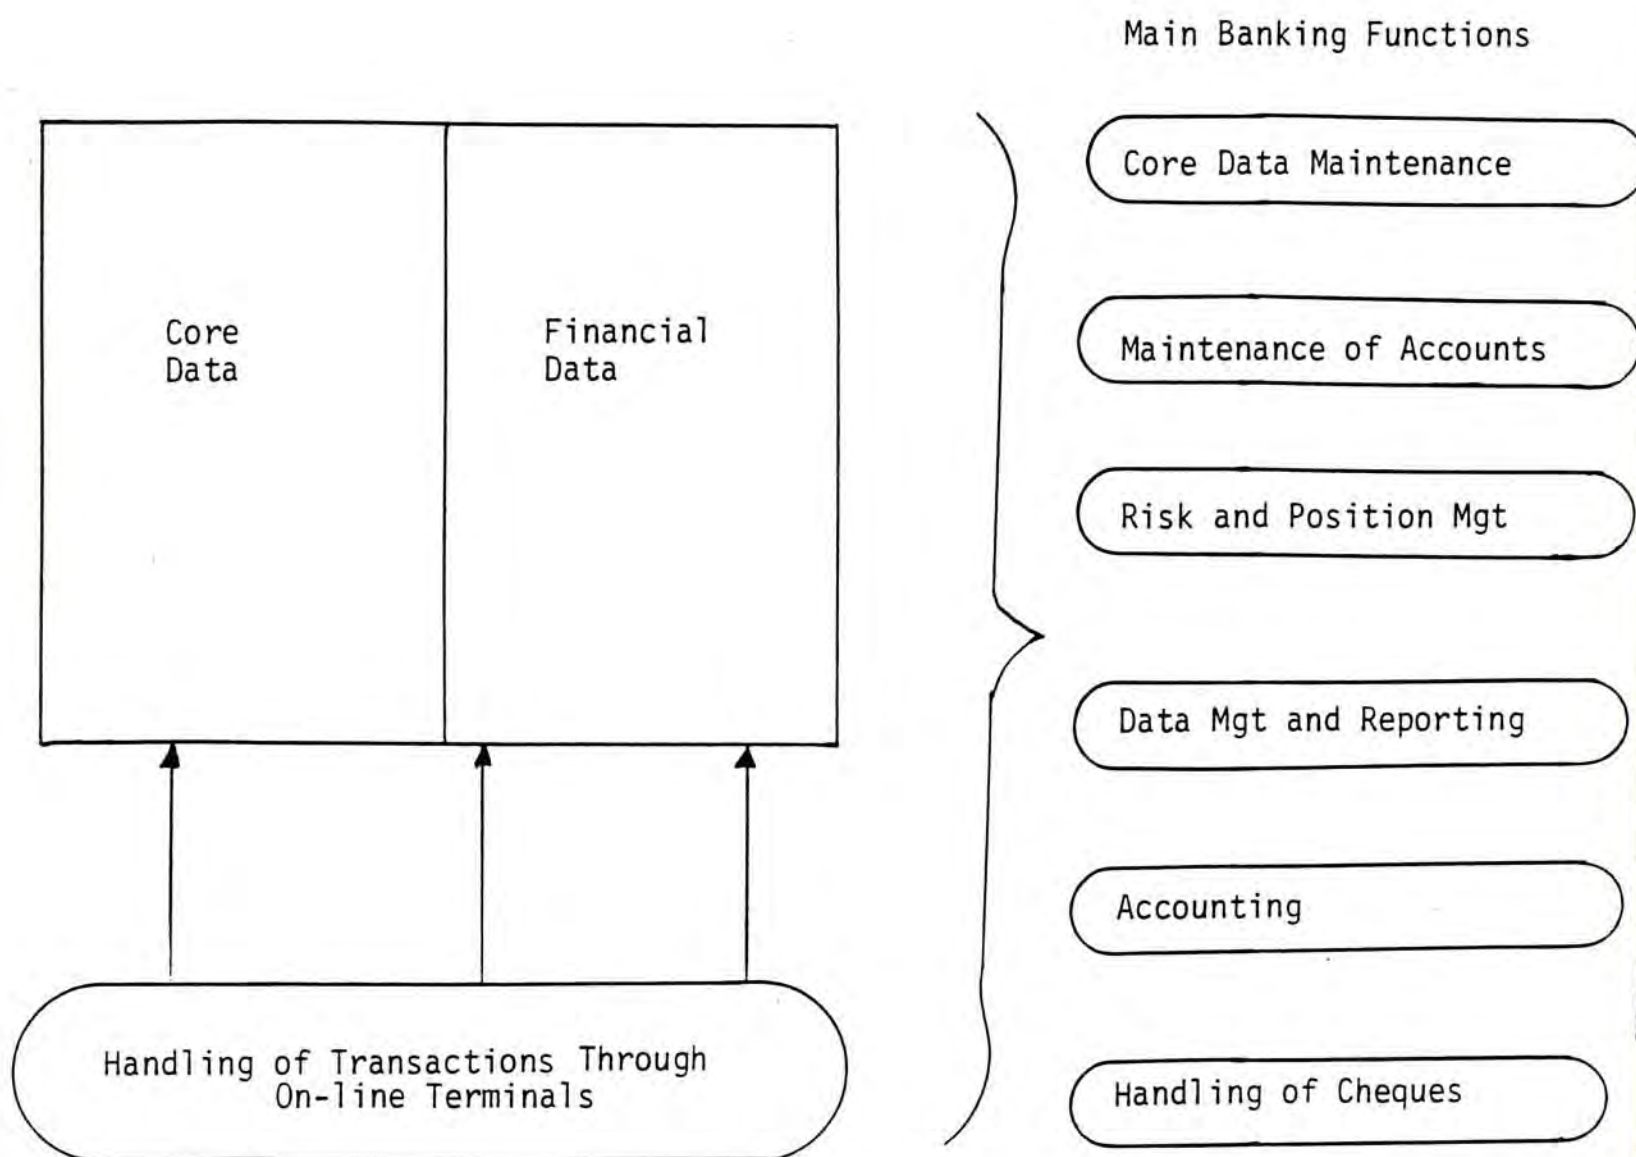 Main Banking Functions
Core Data Maintenance
Maintenance of Accounts
Risk and Position Mgt
Data Mgt and Reporting
Accounting
Handling of Cheques
Core
Data
Financial
Data
Handling of Transactions Through
On-line Terminals